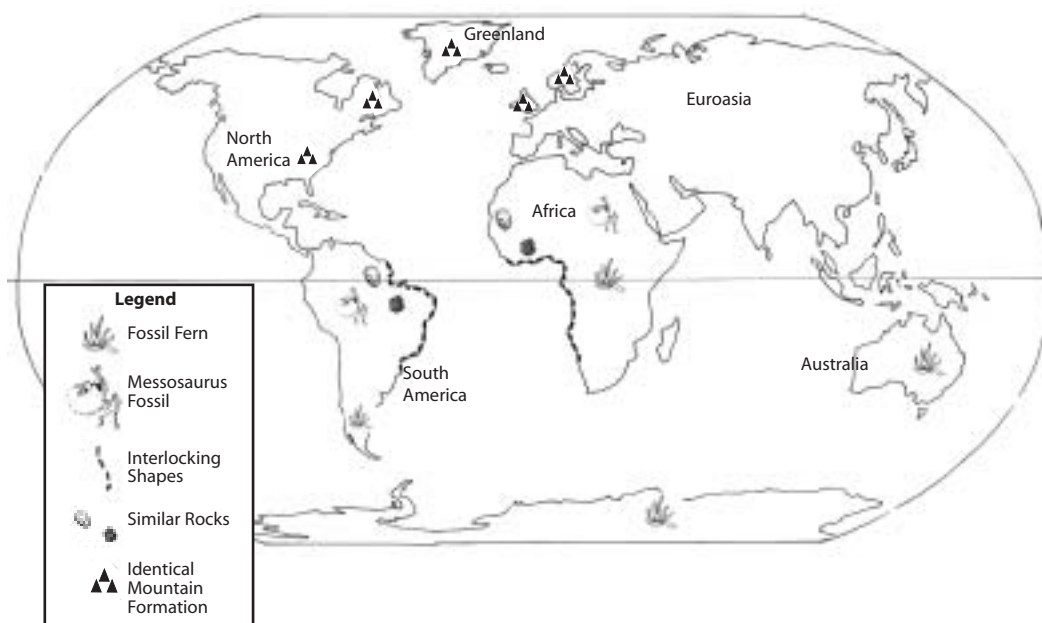 Greenland
Euroasia
North
America
Africa
Legend
Fossil Fern
Messosaurus
Fossil
Interlocking
Shapes
Similar Rocks
Identical
Mountain
Formation
South
America
Australia